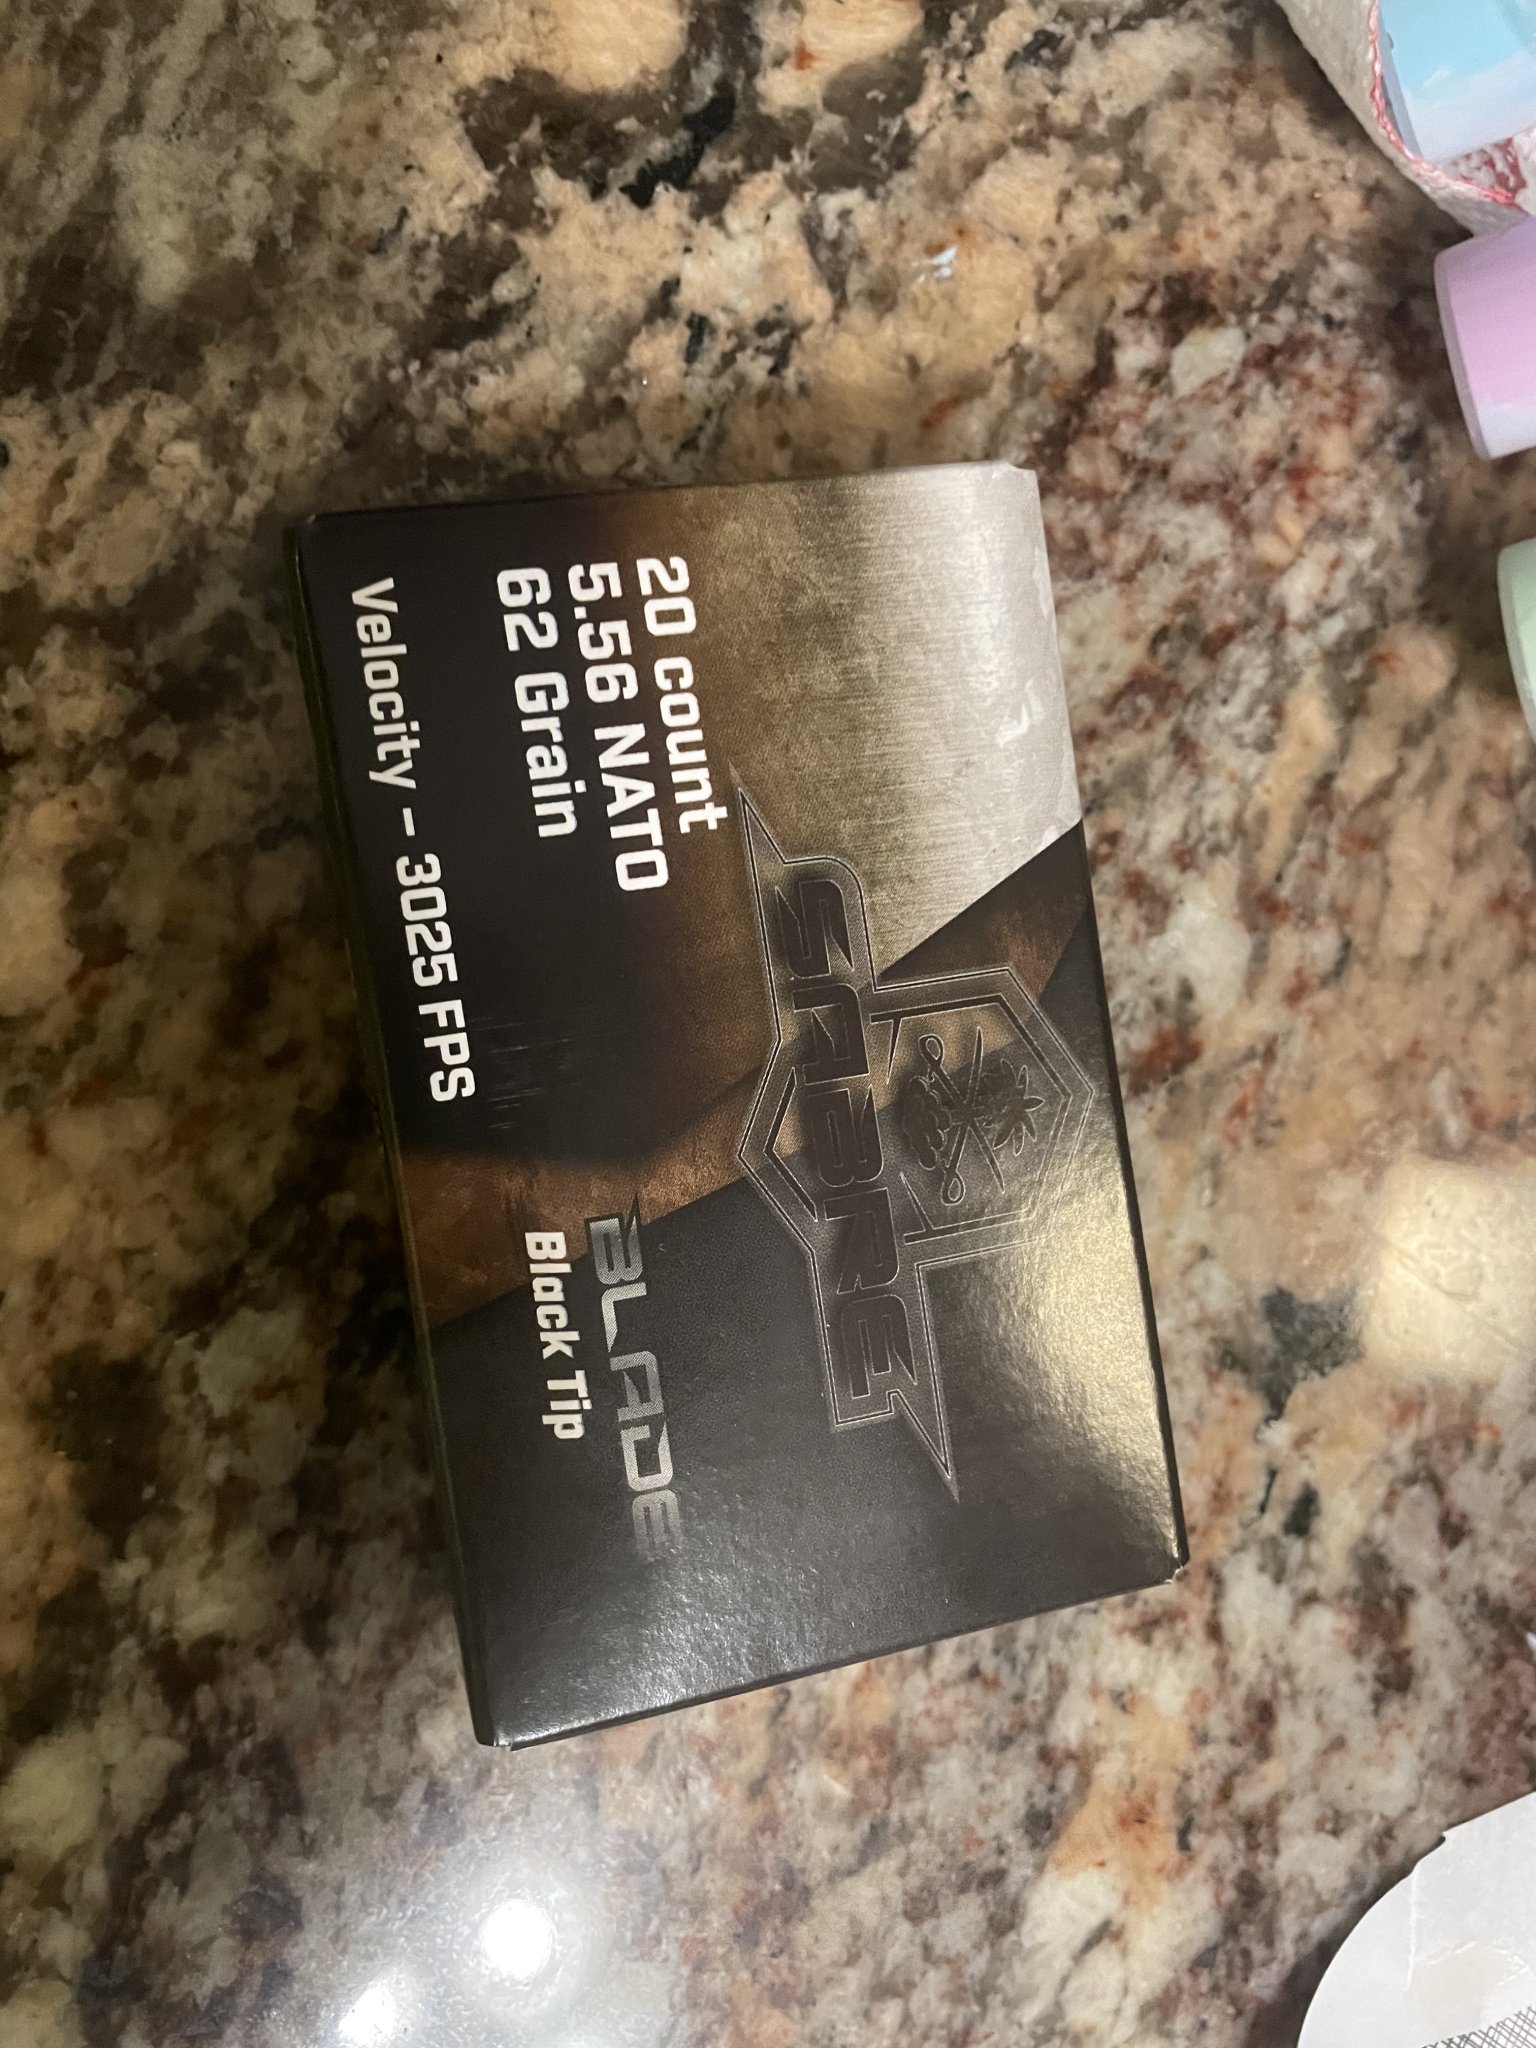 SABRE
20 count
5.56 NATO
62 Grain
Velocity – 3025 FPS
BLADE
Black Tip